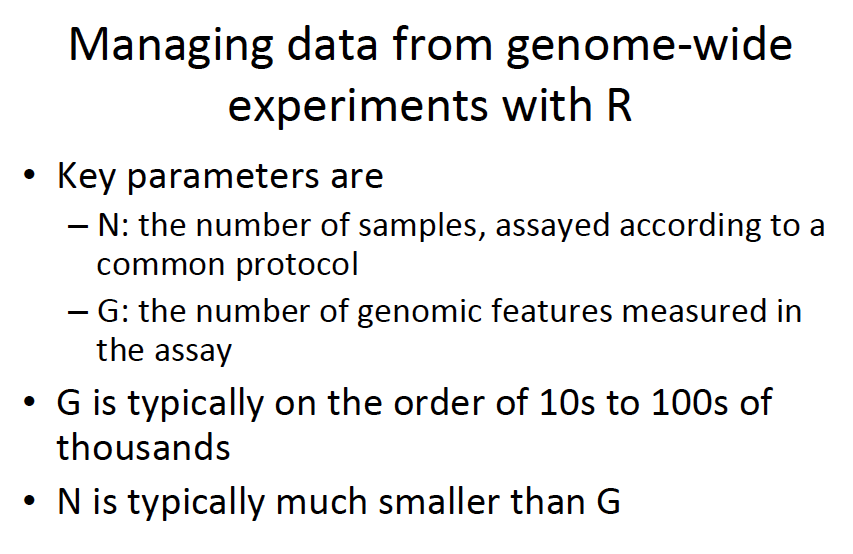 Managing data from genome-wide
experiments with R
• Key parameters are
– N: the number of samples, assayed according to a
common protocol
– G: the number of genomic features measured in
the assay
• G is typically on the order of 10s to 100s of
thousands
• N is typically much smaller than G